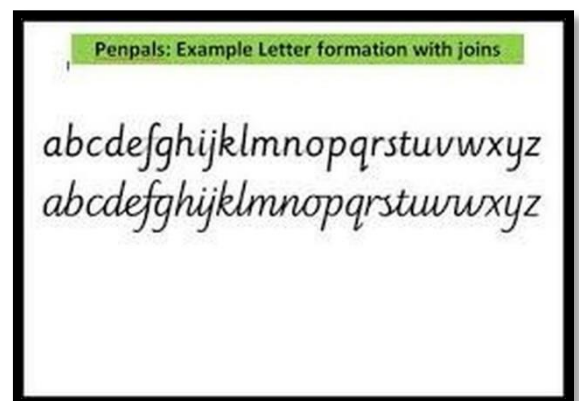 Penpals: Example Letter formation with joins
abcdefghijklmnopqrstuvwxyz
abcdefghijklmnopqrstuvwxyz